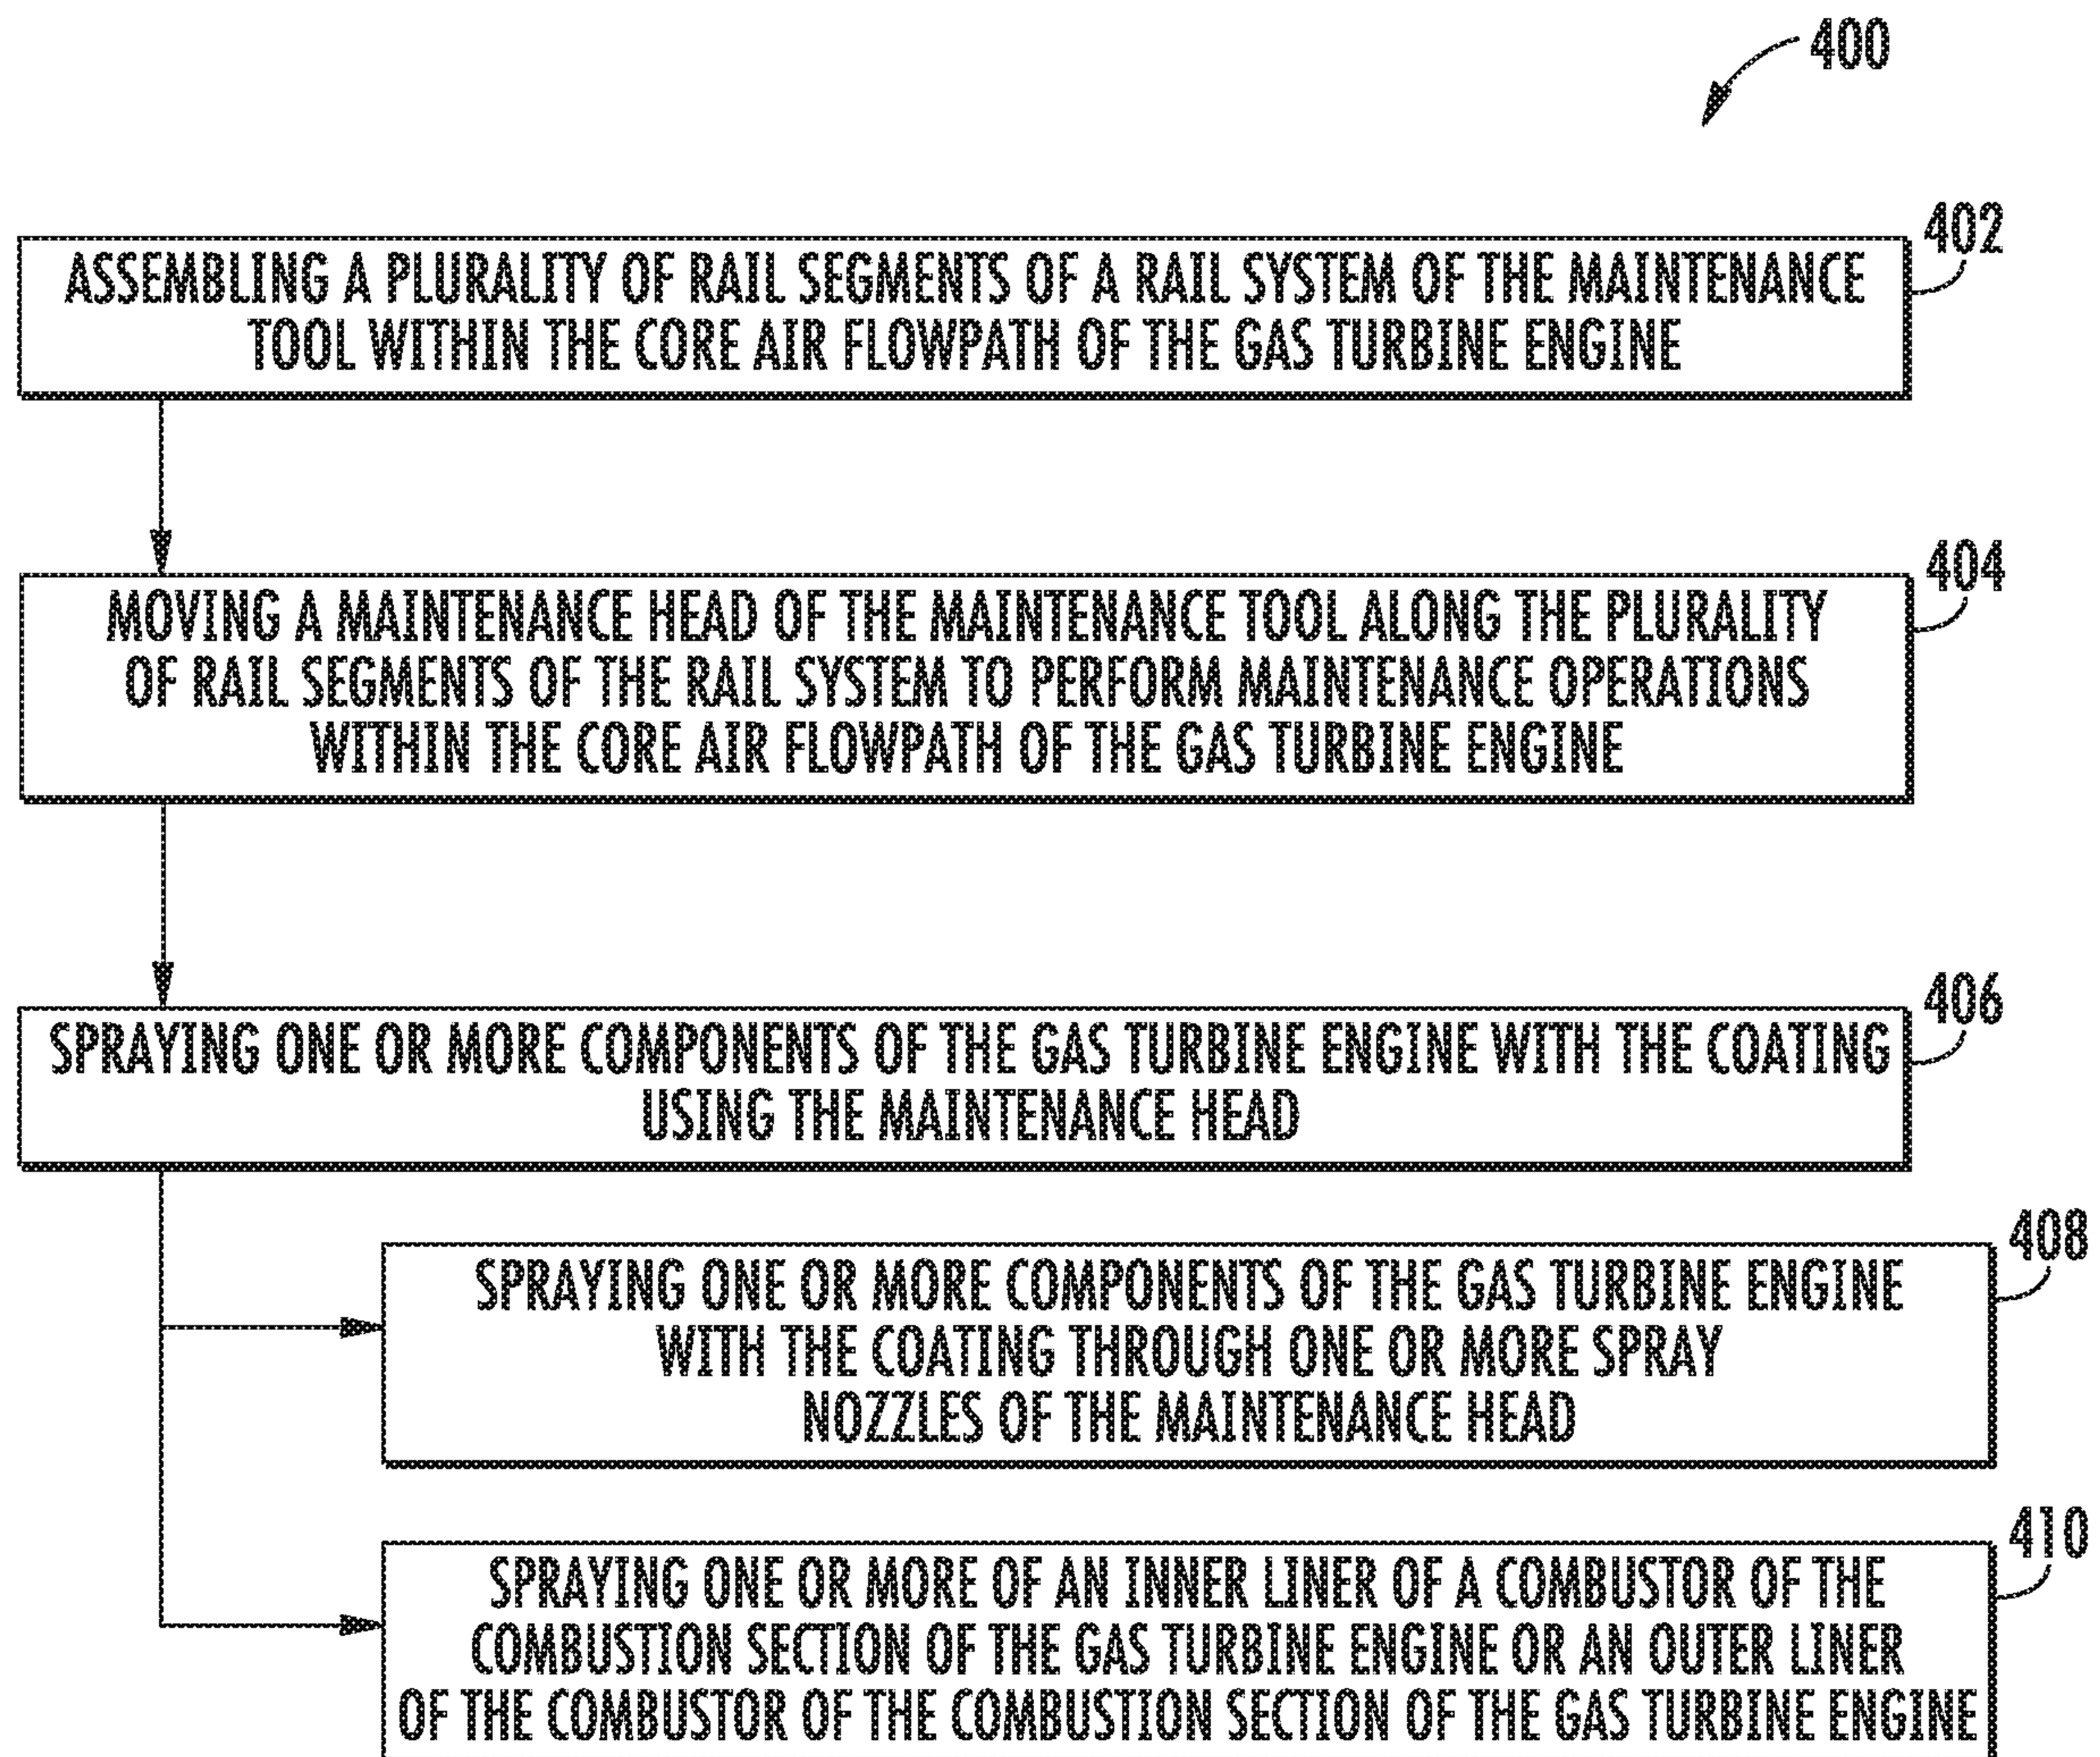 400
402
ASSEMBLING A PLURALITY OF RAIL SEGMENTS OF A RAIL SYSTEM OF THE MAINTENANCE
TOOL WITHIN THE CORE AIR FLOWPATH OF THE GAS TURBINE ENGINE
404
MOVING A MAINTENANCE HEAD OF THE MAINTENANCE TOOL ALONG THE PLURALITY
OF RAIL SEGMENTS OF THE RAIL SYSTEM TO PERFORM MAINTENANCE OPERATIONS
WITHIN THE CORE AIR FLOWPATH OF THE GAS TURBINE ENGINE
406
SPRAYING ONE OR MORE COMPONENTS OF THE GAS TURBINE ENGINE WITH THE COATING
USING THE MAINTENANCE HEAD
408
SPRAYING ONE OR MORE COMPONENTS OF THE GAS TURBINE ENGINE
WITH THE COATING THROUGH ONE OR MORE SPRAY
NOZZLES OF THE MAINTENANCE HEAD
410
SPRAYING ONE OR MORE OF AN INNER LINER OF A COMBUSTOR OF THE
COMBUSTION SECTION OF THE GAS TURBINE ENGINE OR AN OUTER LINER
OF THE COMBUSTOR OF THE COMBUSTION SECTION OF THE GAS TURBINE ENGINE